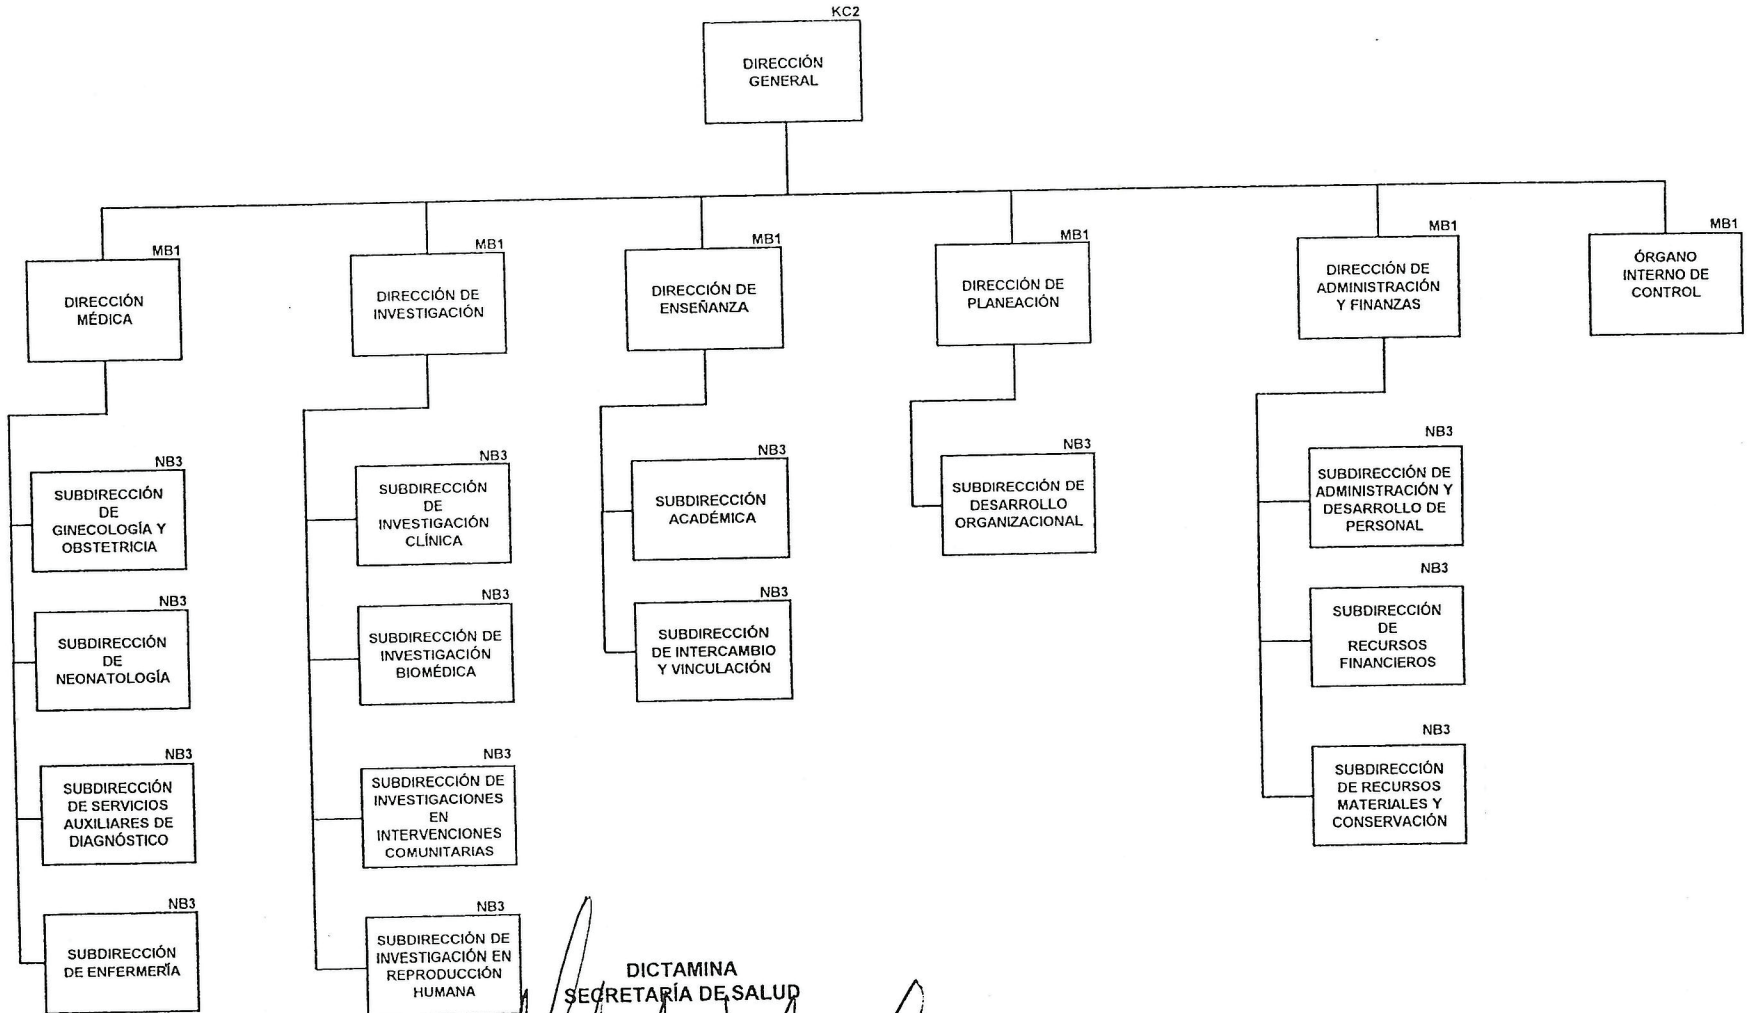 KC2
DIRECCIÓN
GENERAL
MB1
DIRECCIÓN
MÉDICA
MB1
DIRECCIÓN DE
INVESTIGACIÓN
MB1
DIRECCIÓN DE
ENSEÑANZA
MB1
DIRECCIÓN DE
PLANEACIÓN
MB1
DIRECCIÓN DE
ADMINISTRACIÓN
Y FINANZAS
MB1
ÓRGANO
INTERNO DE
CONTROL
NB3
SUBDIRECCIÓN
DE
GINECOLOGÍA Y
OBSTETRICIA
NB3
SUBDIRECCIÓN
DE
NEONATOLOGÍA
NB3
SUBDIRECCIÓN
DE SERVICIOS
AUXILIARES DE
DIAGNÓSTICO
NB3
SUBDIRECCIÓN
DE ENFERMERÍA
NB3
SUBDIRECCIÓN
DE
INVESTIGACIÓN
CLÍNICA
NB3
SUBDIRECCIÓN DE
INVESTIGACIÓN
BIOMÉDICA
NB3
SUBDIRECCIÓN DE
INVESTIGACIONES
EN
INTERVENCIONES
COMUNITARIAS
NB3
SUBDIRECCIÓN DE
INVESTIGACIÓN EN
REPRODUCCIÓN
HUMANA
NB3
SUBDIRECCIÓN
ACADÉMICA
NB3
SUBDIRECCIÓN
DE INTERCAMBIO
Y VINCULACIÓN
NB3
SUBDIRECCIÓN DE
DESARROLLO
ORGANIZACIONAL
NB3
SUBDIRECCIÓN DE
ADMINISTRACIÓN Y
DESARROLLO DE
PERSONAL
NB3
SUBDIRECCIÓN
DE
RECURSOS
FINANCIEROS
NB3
SUBDIRECCIÓN
DE RECURSOS
MATERIALES Y
CONSERVACIÓN
DICTAMINA
SECRETARÍA DE SALUD